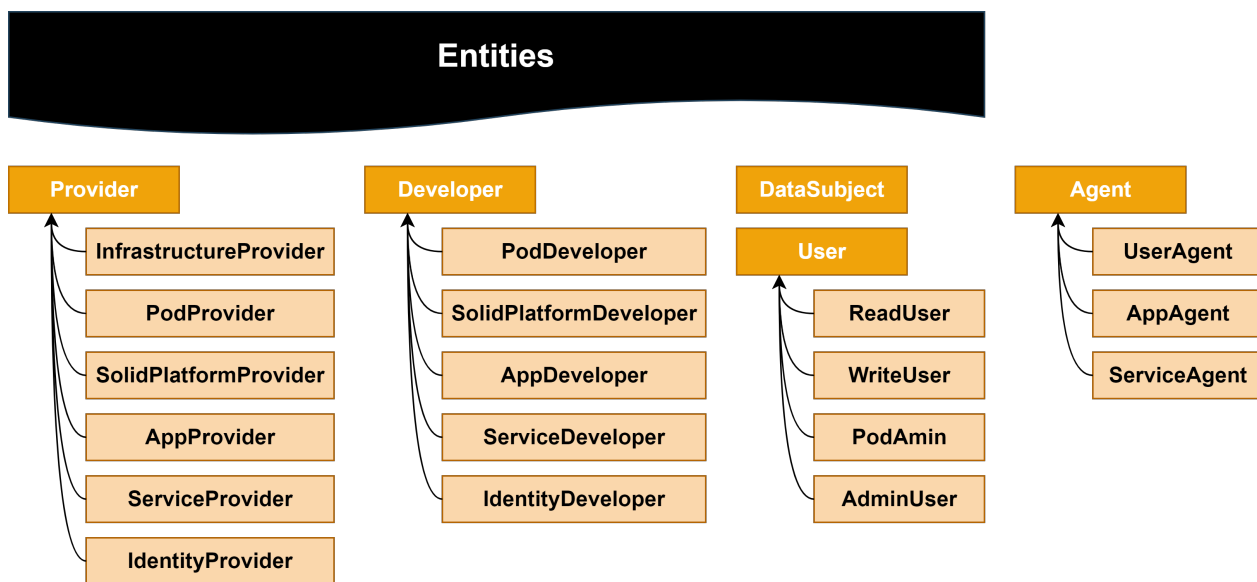 Entities
Provider
InfrastructureProvider
PodProvider
SolidPlatformProvider
AppProvider
ServiceProvider
IdentityProvider
Developer
PodDeveloper
SolidPlatformDeveloper
AppDeveloper
ServiceDeveloper
IdentityDeveloper
DataSubject
User
ReadUser
WriteUser
PodAmin
AdminUser
Agent
UserAgent
AppAgent
ServiceAgent